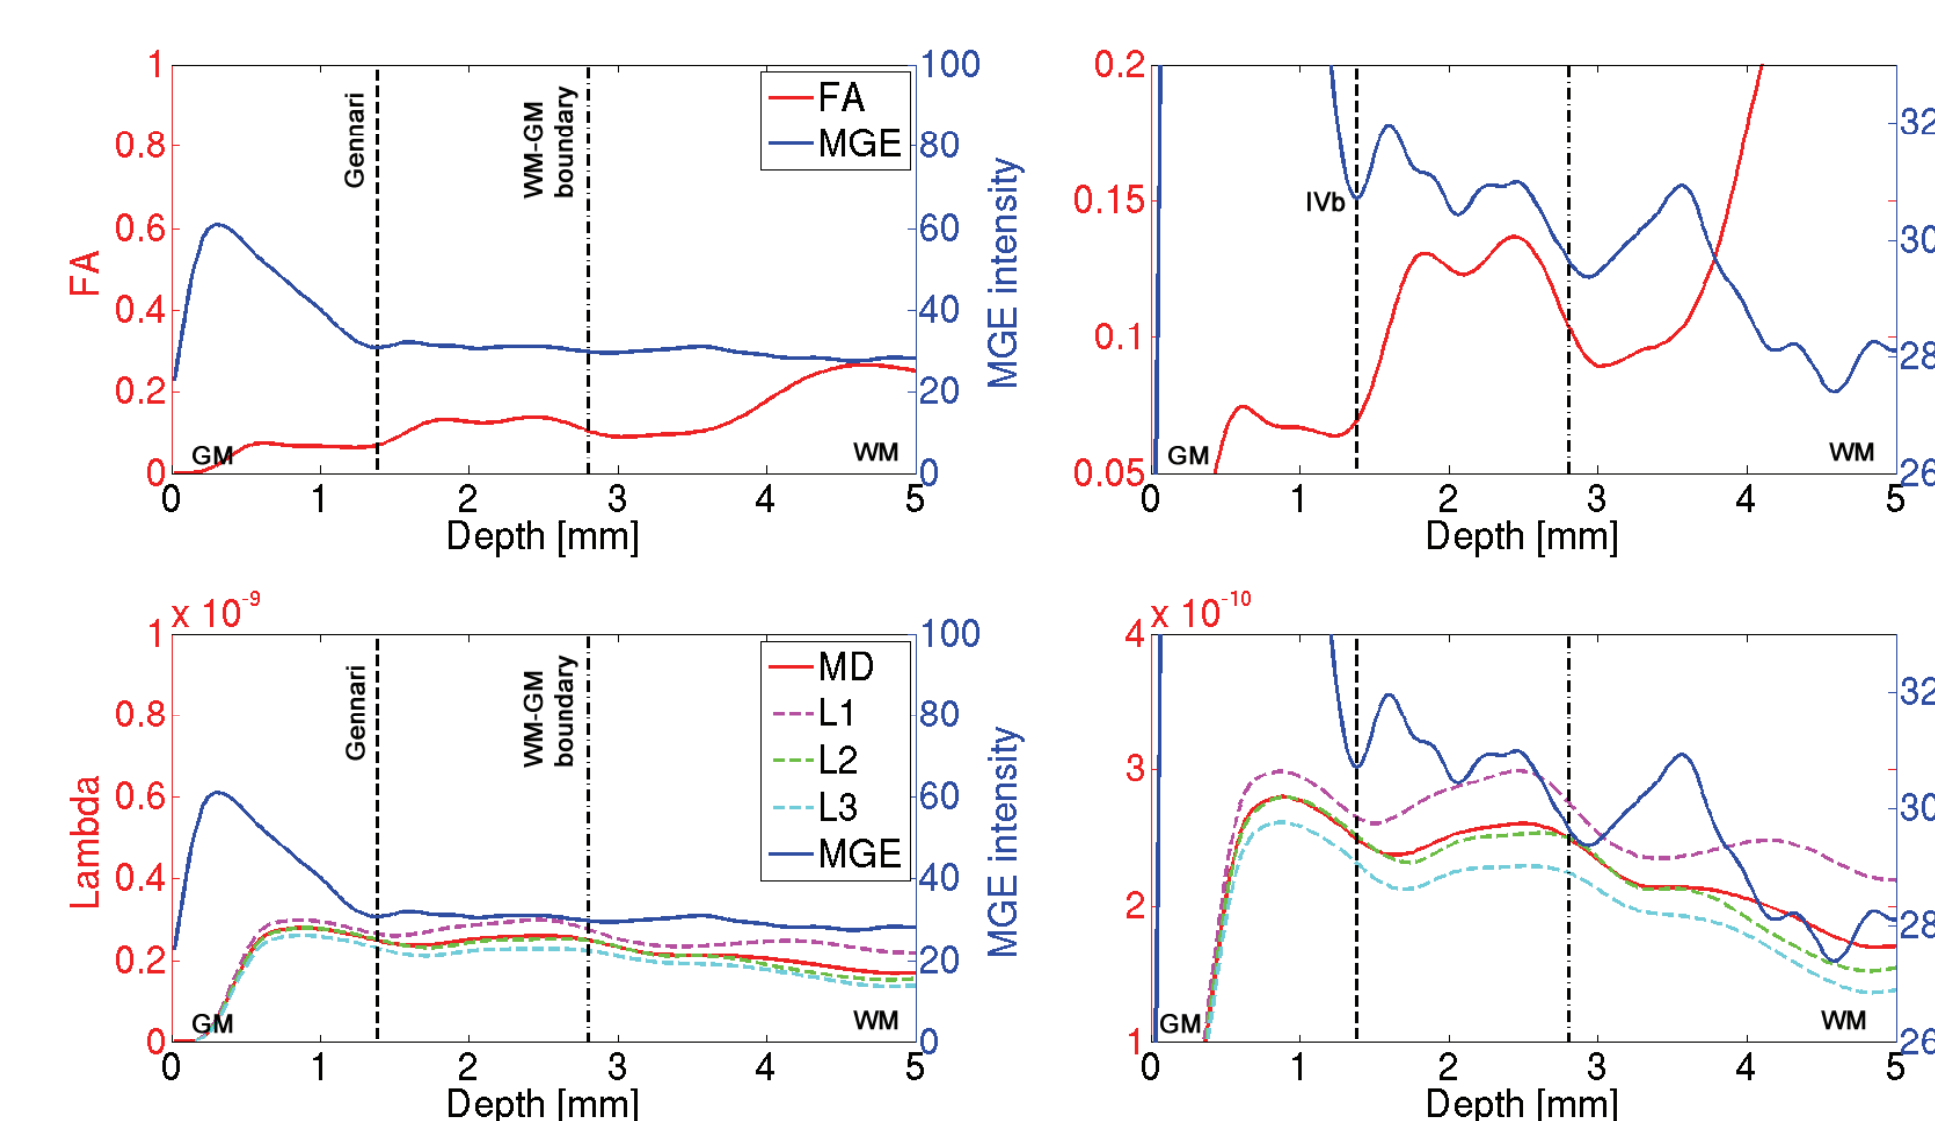 1
0.8
0.6
0.4
0.2
0
FA
100
80
60
40
20
0
MGE intensity
Gennari
WM-GM
boundary
FA
MGE
GM
WM
0 1 2 3 4 5
Depth [mm]
0.2
0.15
0.1
0.05
32
30
28
26
IVb
GM
WM
0 1 2 3 4 5
Depth [mm]
x 10-9
1
0.8
0.6
0.4
0.2
0
Lambda
100
80
60
40
20
0
MGE intensity
Gennari
WM-GM
boundary
MD
L1
L2
L3
MGE
GM
WM
0 1 2 3 4 5
Depth [mm]
x 10-10
4
3
2
1
32
30
28
26
GM
WM
0 1 2 3 4 5
Depth [mm]